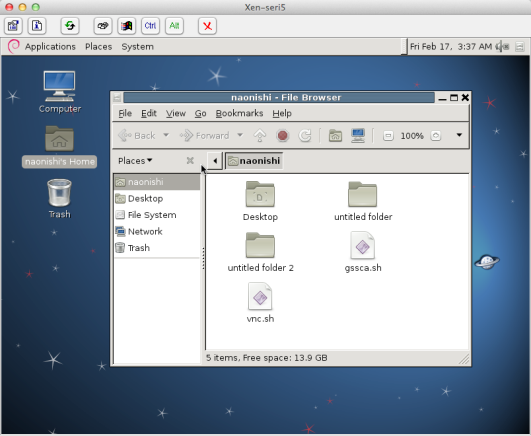 Xen-seri5
Ctrl Alt
Applications Places System Fri Feb 17, 3:37 AM
Computer
naonishi's Home
Trash
naonishi - File Browser
File Edit View Go Bookmarks Help
Back Forward 100%
Places naonishi
naonishi
Desktop
File System
Network
Trash
Desktop untitled folder
untitled folder 2 gssca.sh
vnc.sh
5 items, Free space: 13.9 GB